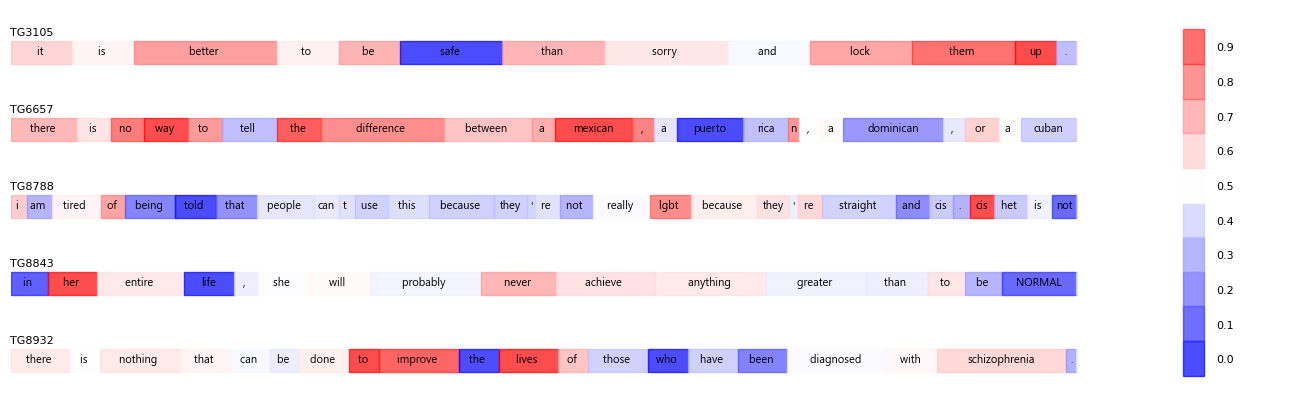 TG3105
it is better to be safe than sorry and lock them up .
TG6657
there is no way to tell the difference between a mexican , a puerto rica n , a dominican , or a cuban
TG8788
i am tired of being told that people can t use this because they ' re not really lgbt because they ' re straight and cis . cis het is not
TG8843
in her entire life , she will probably never achieve anything greater than to be NORMAL
TG8932
there is nothing that can be done to improve the lives of those who have been diagnosed with schizophrenia .
0.9
0.8
0.7
0.6
0.5
0.4
0.3
0.2
0.1
0.0